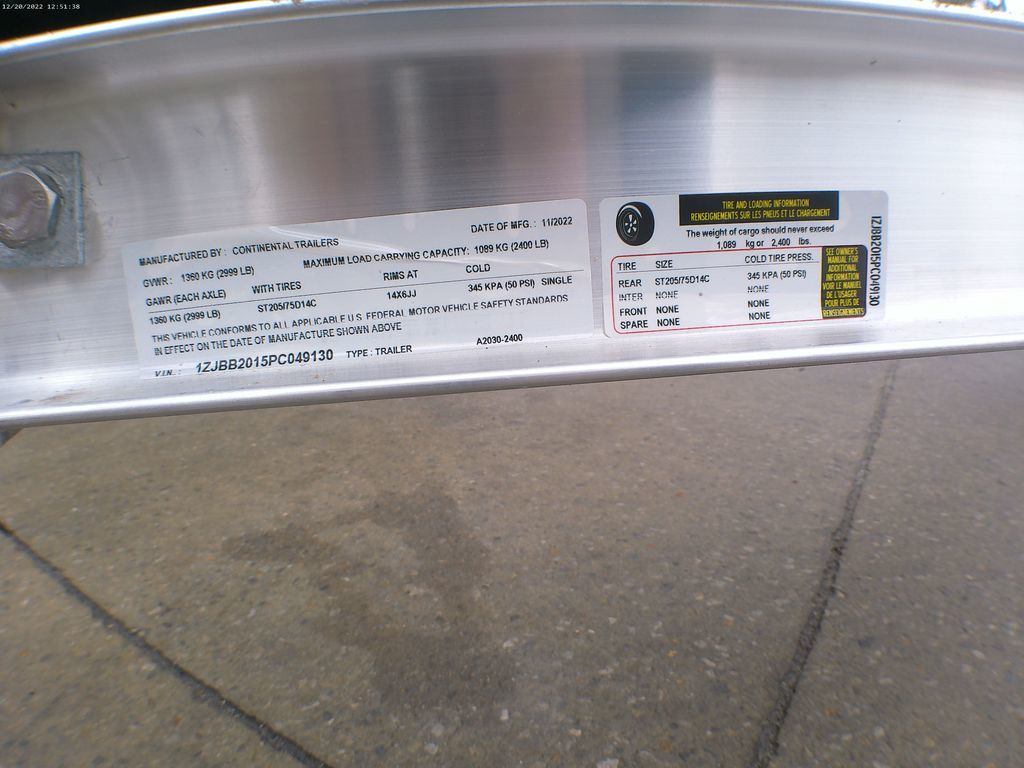 12/20/2022 12:51:38
MANUFACTURED BY : CONTINENTAL TRAILERS DATE OF MFG. : 11/2022
GVWR : 1360 KG (2999 LB) MAXIMUM LOAD CARRYING CAPACITY: 1089 KG (2400 LB)
GAWR (EACH AXLE) WITH TIRES RIMS AT COLD
1360 KG (2999 LB) ST205/75D14C 14X6JJ 345 KPA (50 PSI) SINGLE
THIS VEHICLE CONFORMS TO ALL APPLICABLE U.S. FEDERAL MOTOR VEHICLE SAFETY STANDARDS
IN EFFECT ON THE DATE OF MANUFACTURE SHOWN ABOVE
V.I.N. : 1ZJBB2015PC049130 TYPE : TRAILER A2030-2400
TIRE AND LOADING INFORMATION
RENSEIGNEMENTS SUR LES PNEUS ET LE CHARGEMENT
The weight of cargo should never exceed
1,089 kg or 2,400 lbs.
TIRE SIZE COLD TIRE PRESS.
REAR ST205/75D14C 345 KPA (50 PSI)
INTER NONE NONE
FRONT NONE NONE
SPARE NONE NONE
SEE OWNER'S
MANUAL FOR
ADDITIONAL
INFORMATION
VOIR LE MANUEL
DE L'USAGER
POUR PLUS DE
RENSEIGNEMENTS
1ZJBB2015PC049130